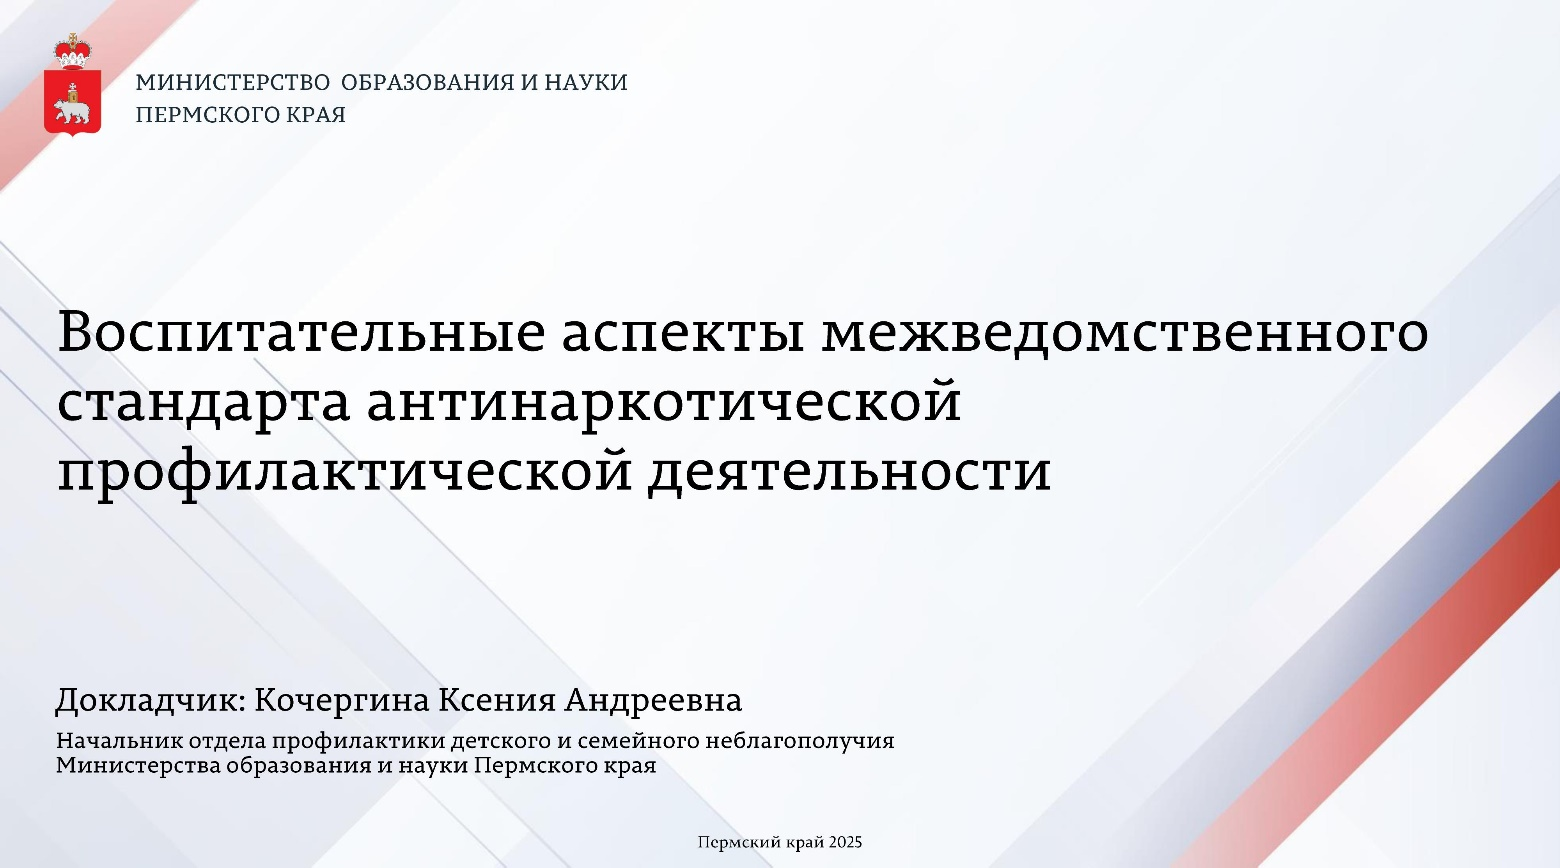 МИНИСТЕРСТВО ОБРАЗОВАНИЯ И НАУКИ
ПЕРМСКОГО КРАЯ
Воспитательные аспекты межведомственного
стандарта антинаркотической
профилактической деятельности
Докладчик: Кочергина Ксения Андреевна
Начальник отдела профилактики детского и семейного неблагополучия
Министерства образования и науки Пермского края
Пермский край 2025